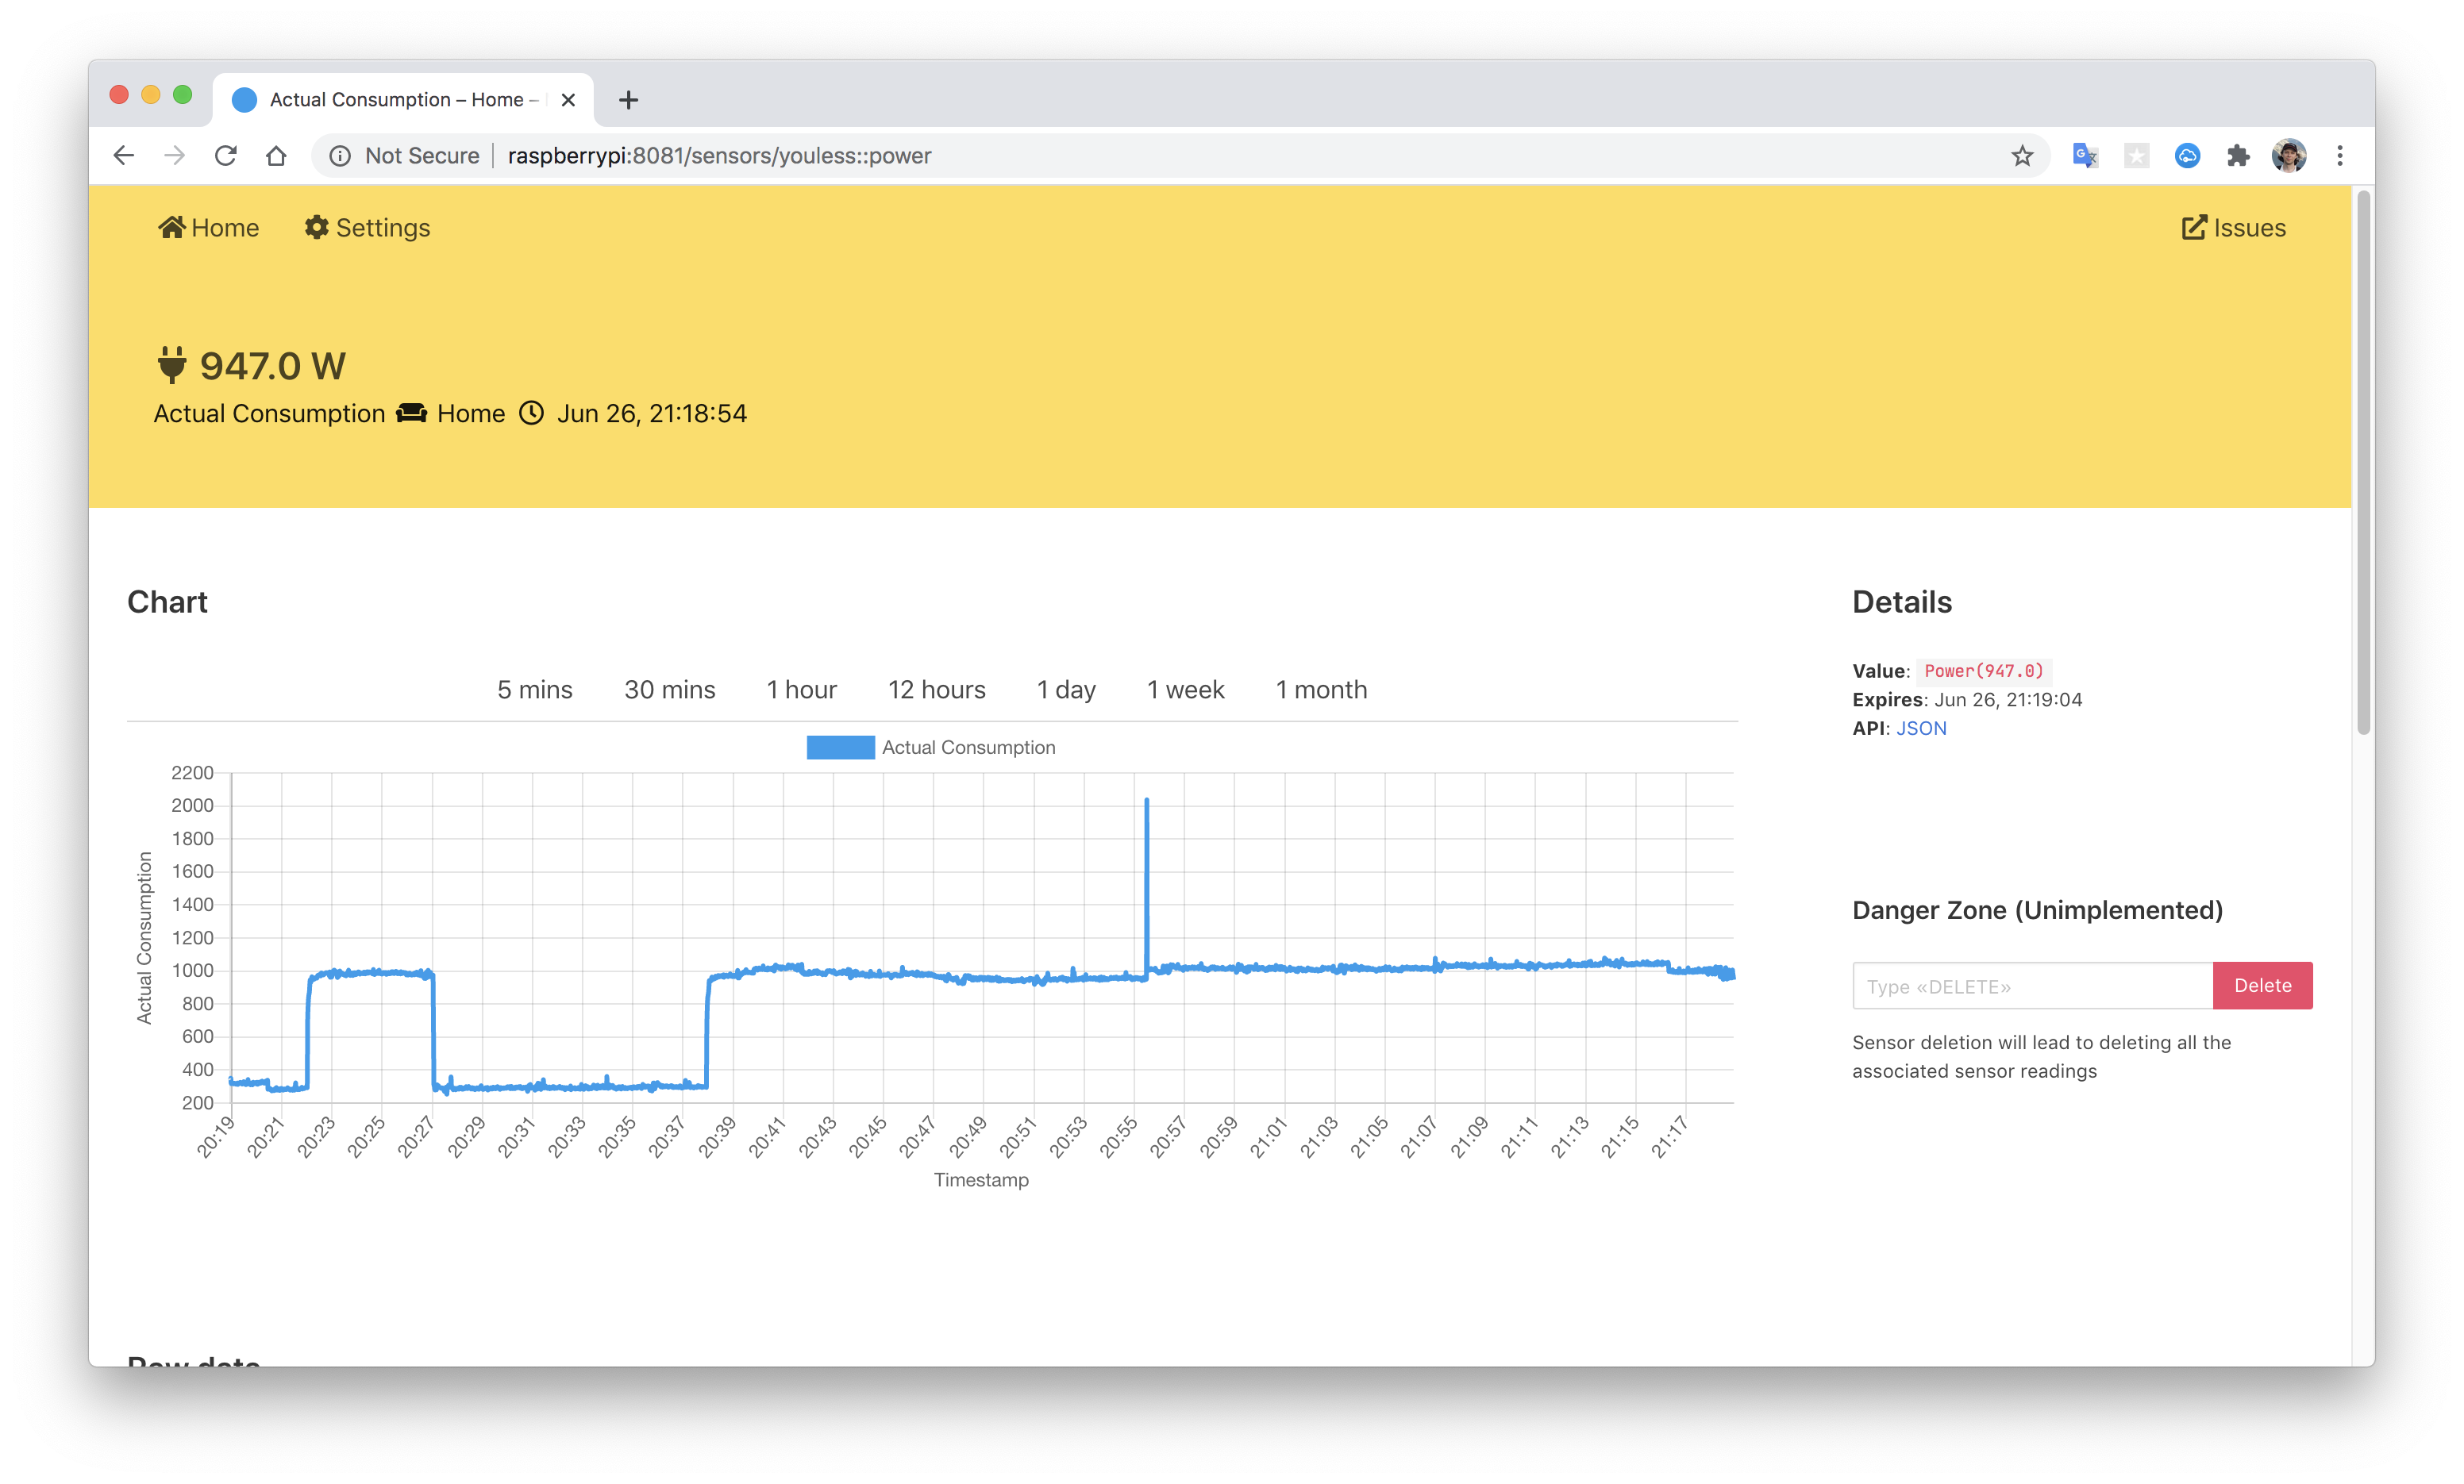 Actual Consumption – Home –
Not Secure raspberrypi:8081/sensors/youless::power
Home Settings Issues
947.0 W
Actual Consumption Home Jun 26, 21:18:54
Chart
5 mins 30 mins 1 hour 12 hours 1 day 1 week 1 month
Actual Consumption
2200
2000
1800
1600
1400
1200
1000
800
600
400
200
Actual Consumption
20:19 20:21 20:23 20:25 20:27 20:29 20:31 20:33 20:35 20:37 20:39 20:41 20:43 20:45 20:47 20:49 20:51 20:53 20:55 20:57 20:59 21:01 21:03 21:05 21:07 21:09 21:11 21:13 21:15 21:17
Timestamp
Details
Value: Power(947.0)
Expires: Jun 26, 21:19:04
API: JSON
Danger Zone (Unimplemented)
Type «DELETE» Delete
Sensor deletion will lead to deleting all the
associated sensor readings
Raw data